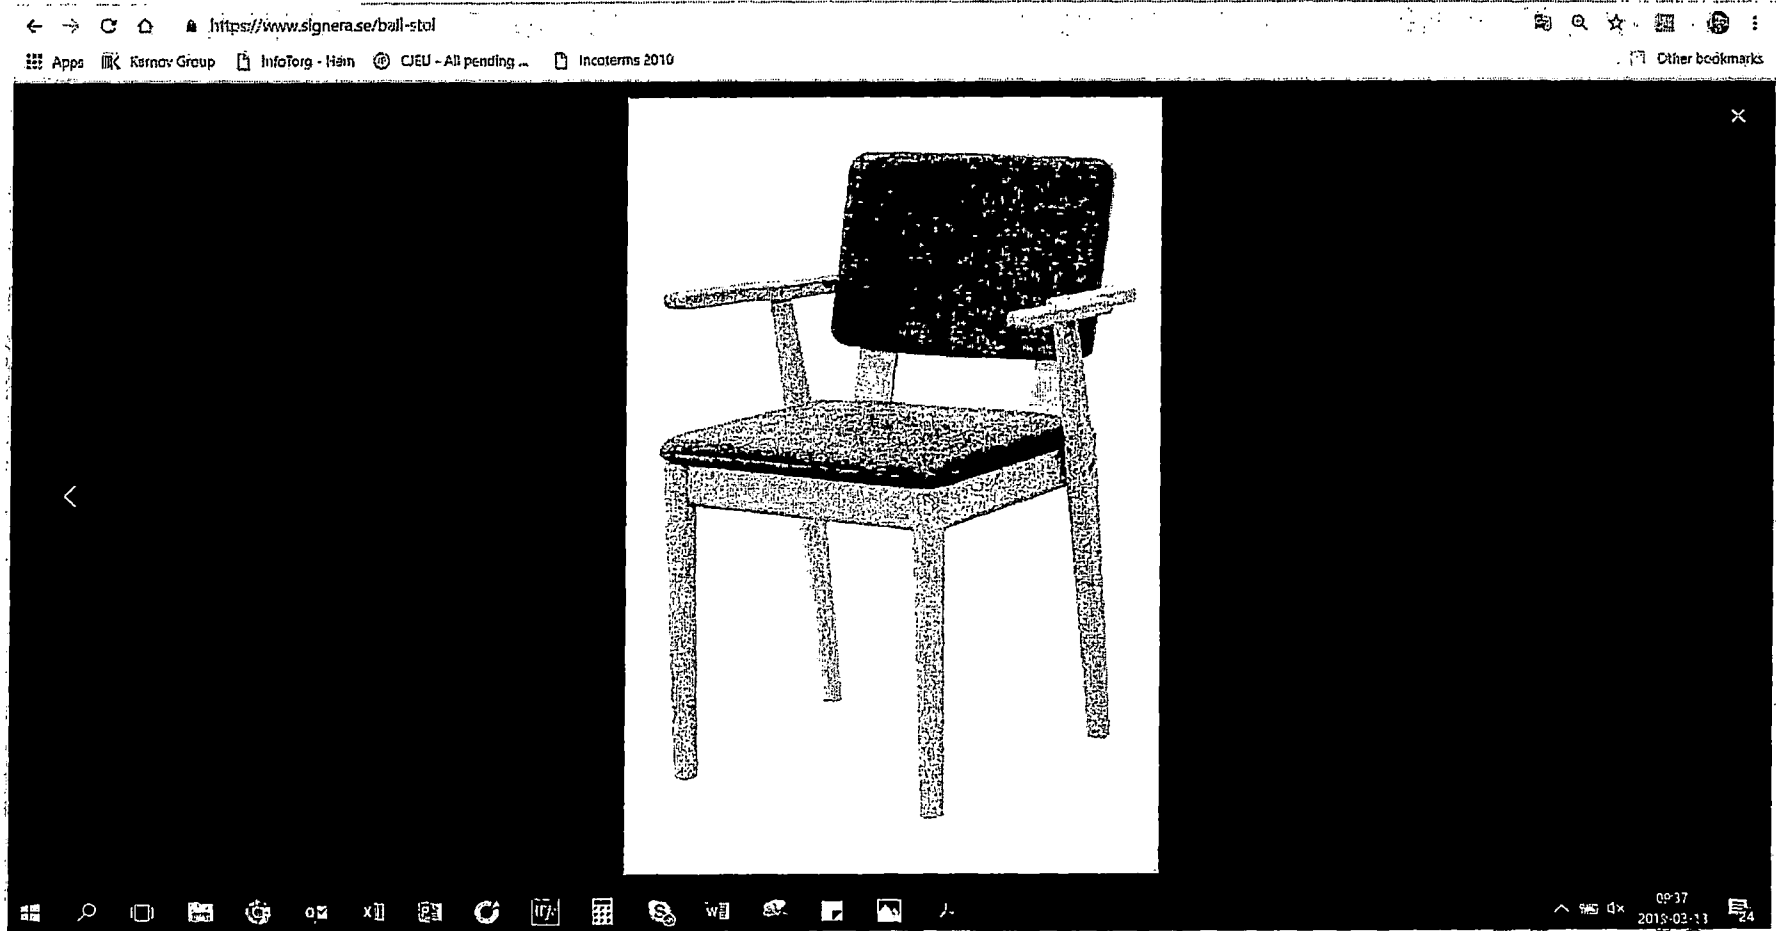 https://www.signera.se/ball-stol
Apps Karnov Group InfoTorg - Hem CJEU - All pending ... Incoterms 2010 Other bookmarks
09:37
24